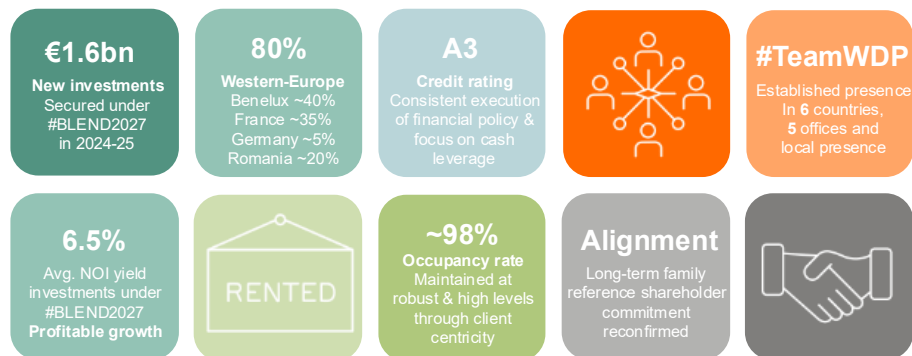 €1.6bn
New investments
Secured under
#BLEND2027
in 2024-25
80%
Western-Europe
Benelux ~40%
France ~35%
Germany ~5%
Romania ~20%
A3
Credit rating
Consistent execution
of financial policy &
focus on cash
leverage
#TeamWDP
Established presence
In 6 countries,
5 offices and
local presence
6.5%
Avg. NOI yield
investments under
#BLEND2027
Profitable growth
RENTED
~98%
Occupancy rate
Maintained at
robust & high levels
through client
centricity
Alignment
Long-term family
reference shareholder
commitment
reconfirmed